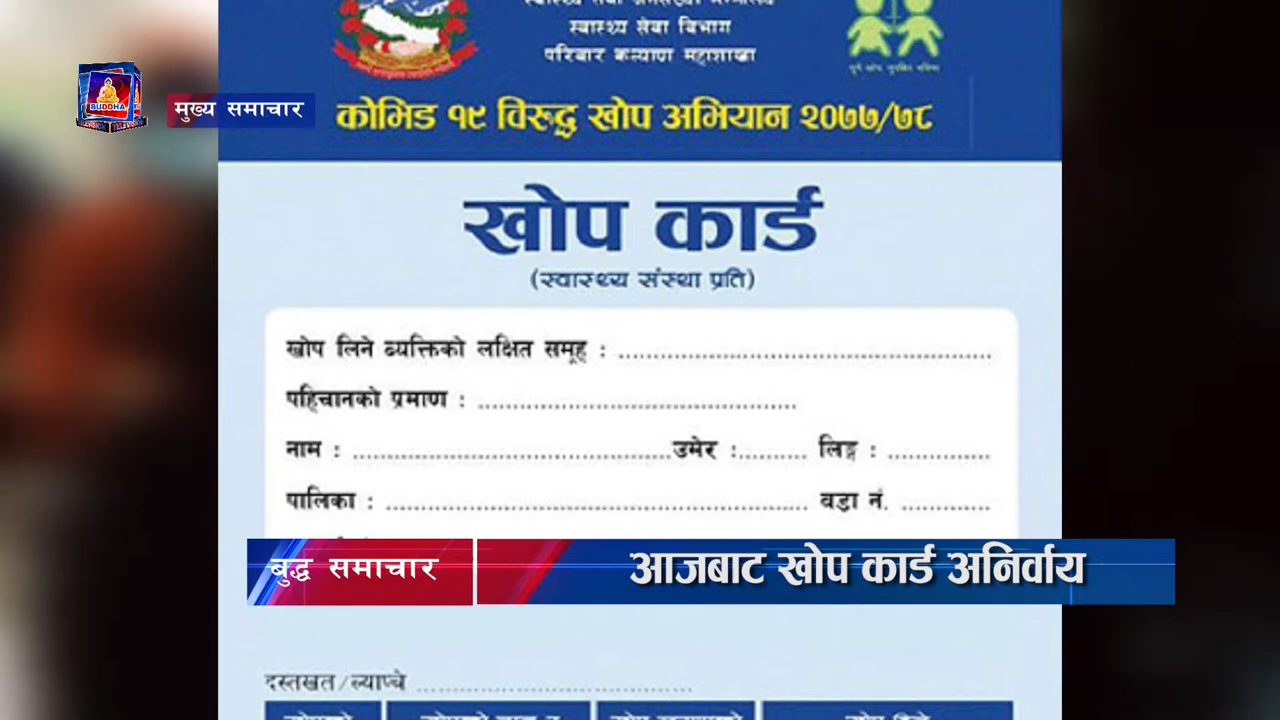 स्वास्थ्य सेवा विभाग
परिवार कल्याण महाशाखा
BUDDHA
मुख्य समाचार
कोभिड १९ विरुद्ध खोप अभियान २०७७/७८
खोप कार्ड
(स्वास्थ्य संस्था प्रति)
खोप लिने व्यक्तिको लक्षित समूह :
पहिचानको प्रमाण :
नाम : उमेर : लिङ्ग :
पालिका : वडा नं.
बुद्ध समाचार
आजबाट खोप कार्ड अनिर्वाय
दस्तखत/ल्याप्चे